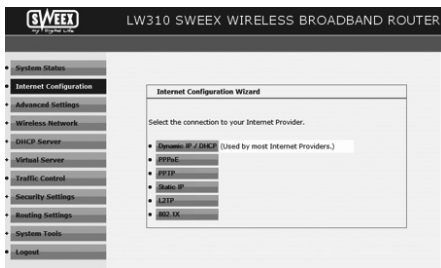 SWEEX
my Digital Life
LW310 SWEEX WIRELESS BROADBAND ROUTER
System Status
Internet Configuration
Advanced Settings
Wireless Network
DHCP Server
Virtual Server
Traffic Control
Security Settings
Routing Settings
System Tools
Logout
Internet Configuration Wizard
Select the connection to your Internet Provider.
Dynamic IP / DHCP (Used by most Internet Providers.)
PPPoE
PPTP
Static IP
L2TP
802.1X